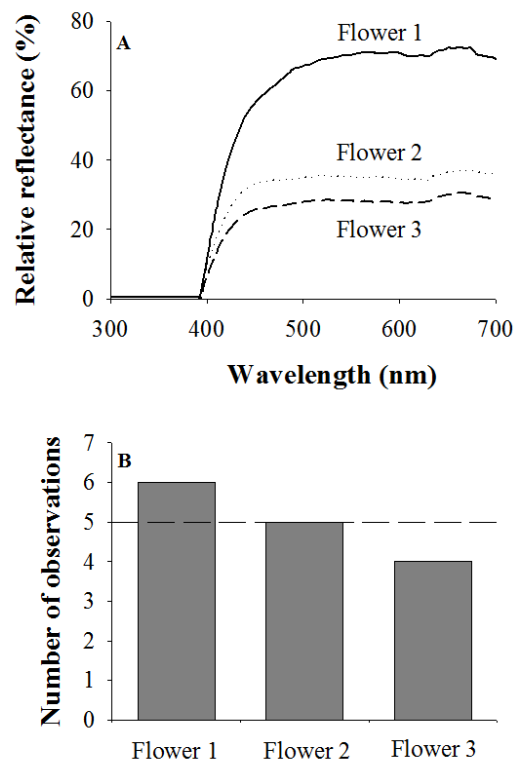 A
Flower 1
Flower 2
Flower 3
Relative reflectance (%)
80
60
40
20
0
300 400 500 600 700
Wavelength (nm)
B
Number of observations
7
6
5
4
3
2
1
0
Flower 1 Flower 2 Flower 3